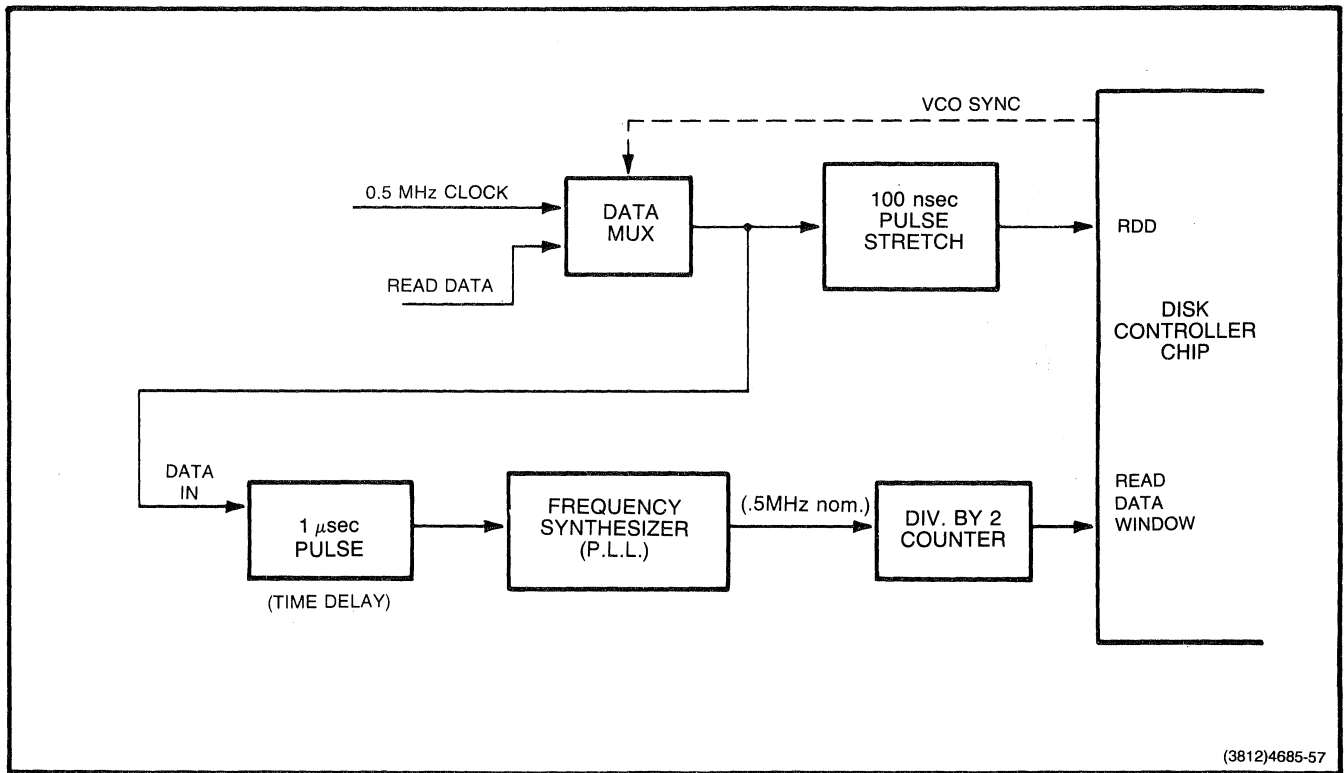 VCO SYNC
0.5 MHz CLOCK
DATA
MUX
100 nsec
PULSE
STRETCH
RDD
READ DATA
DISK
CONTROLLER
CHIP
DATA
IN
1 μsec
PULSE
(TIME DELAY)
FREQUENCY
SYNTHESIZER
(P.L.L.)
(.5MHz nom.)
DIV. BY 2
COUNTER
READ
DATA
WINDOW
(3812)4685-57